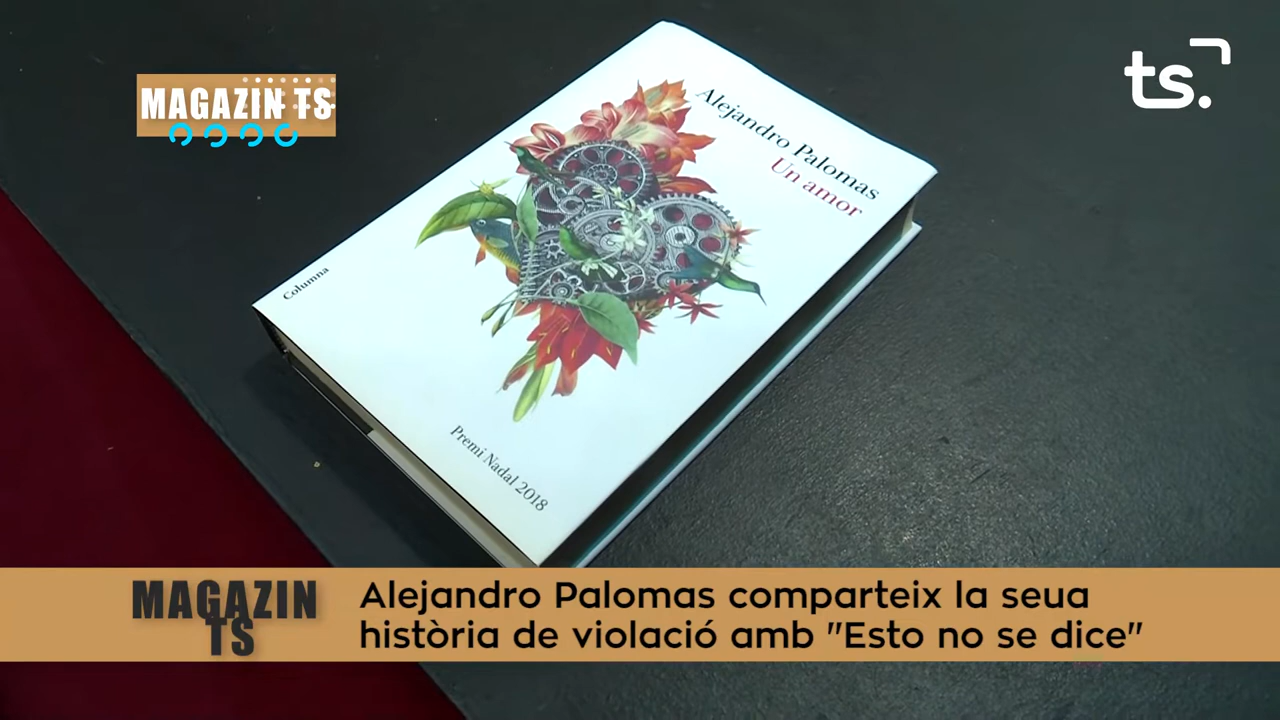 MAGAZIN TS
ts.
Alejandro Palomas
Un amor
Columna
Premi Nadal 2018
MAGAZIN
TS
Alejandro Palomas comparteix la seua
història de violació amb "Esto no se dice"